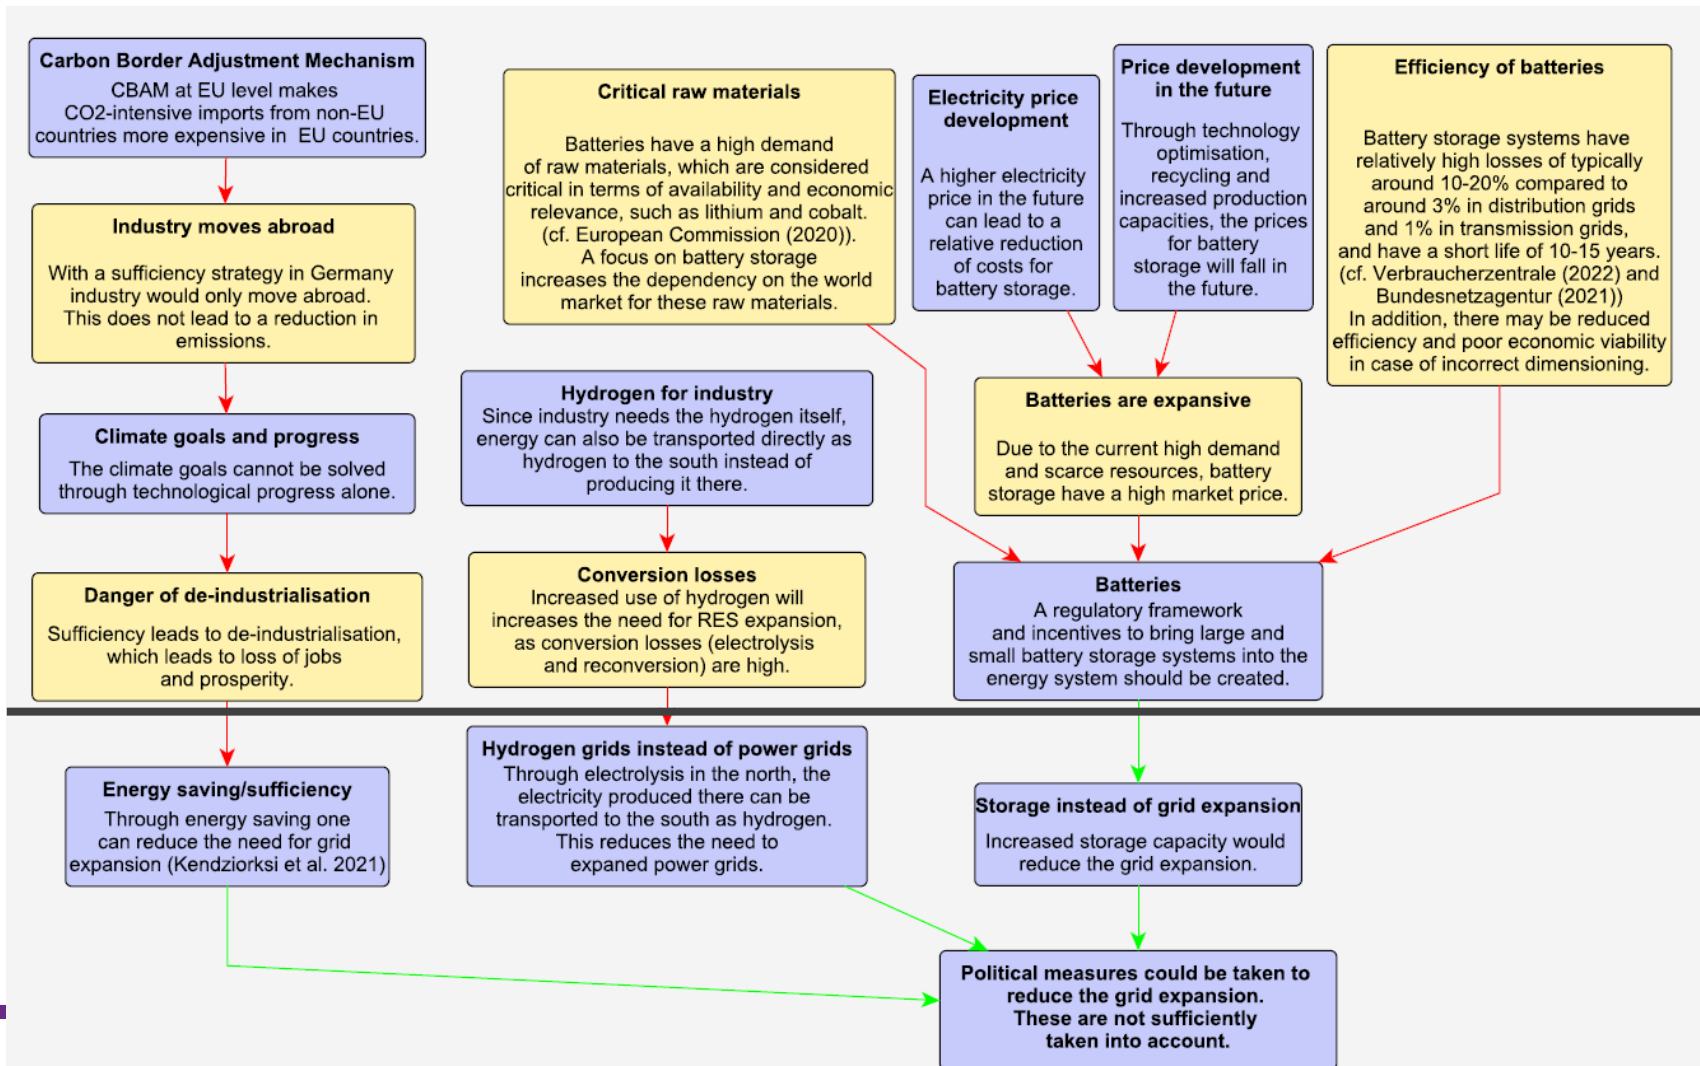 Carbon Border Adjustment Mechanism
CBAM at EU level makes
CO2-intensive imports from non-EU
countries more expensive in EU countries.
Industry moves abroad
With a sufficiency strategy in Germany
industry would only move abroad.
This does not lead to a reduction in
emissions.
Climate goals and progress
The climate goals cannot be solved
through technological progress alone.
Danger of de-industrialisation
Sufficiency leads to de-industrialisation,
which leads to loss of jobs
and prosperity.
Energy saving/sufficiency
Through energy saving one
can reduce the need for grid
expansion (Kendziorksi et al. 2021)
Critical raw materials
Batteries have a high demand
of raw materials, which are considered
critical in terms of availability and economic
relevance, such as lithium and cobalt.
(cf. European Commission (2020)).
A focus on battery storage
increases the dependency on the world
market for these raw materials.
Hydrogen for industry
Since industry needs the hydrogen itself,
energy can also be transported directly as
hydrogen to the south instead of
producing it there.
Conversion losses
Increased use of hydrogen will
increases the need for RES expansion,
as conversion losses (electrolysis
and reconversion) are high.
Hydrogen grids instead of power grids
Through electrolysis in the north, the
electricity produced there can be
transported to the south as hydrogen.
This reduces the need to
expaned power grids.
Electricity price
development
A higher electricity
price in the future
can lead to a
relative reduction
of costs for
battery storage.
Price development
in the future
Through technology
optimisation,
recycling and
increased production
capacities, the prices
for battery
storage will fall in
the future.
Efficiency of batteries
Battery storage systems have
relatively high losses of typically
around 10-20% compared to
around 3% in distribution grids
and 1% in transmission grids,
and have a short life of 10-15 years.
(cf. Verbraucherzentrale (2022) and
Bundesnetzagentur (2021))
In addition, there may be reduced
efficiency and poor economic viability
in case of incorrect dimensioning.
Batteries are expansive
Due to the current high demand
and scarce resources, battery
storage have a high market price.
Batteries
A regulatory framework
and incentives to bring large and
small battery storage systems into the
energy system should be created.
Storage instead of grid expansion
Increased storage capacity would
reduce the grid expansion.
Political measures could be taken to
reduce the grid expansion.
These are not sufficiently
taken into account.